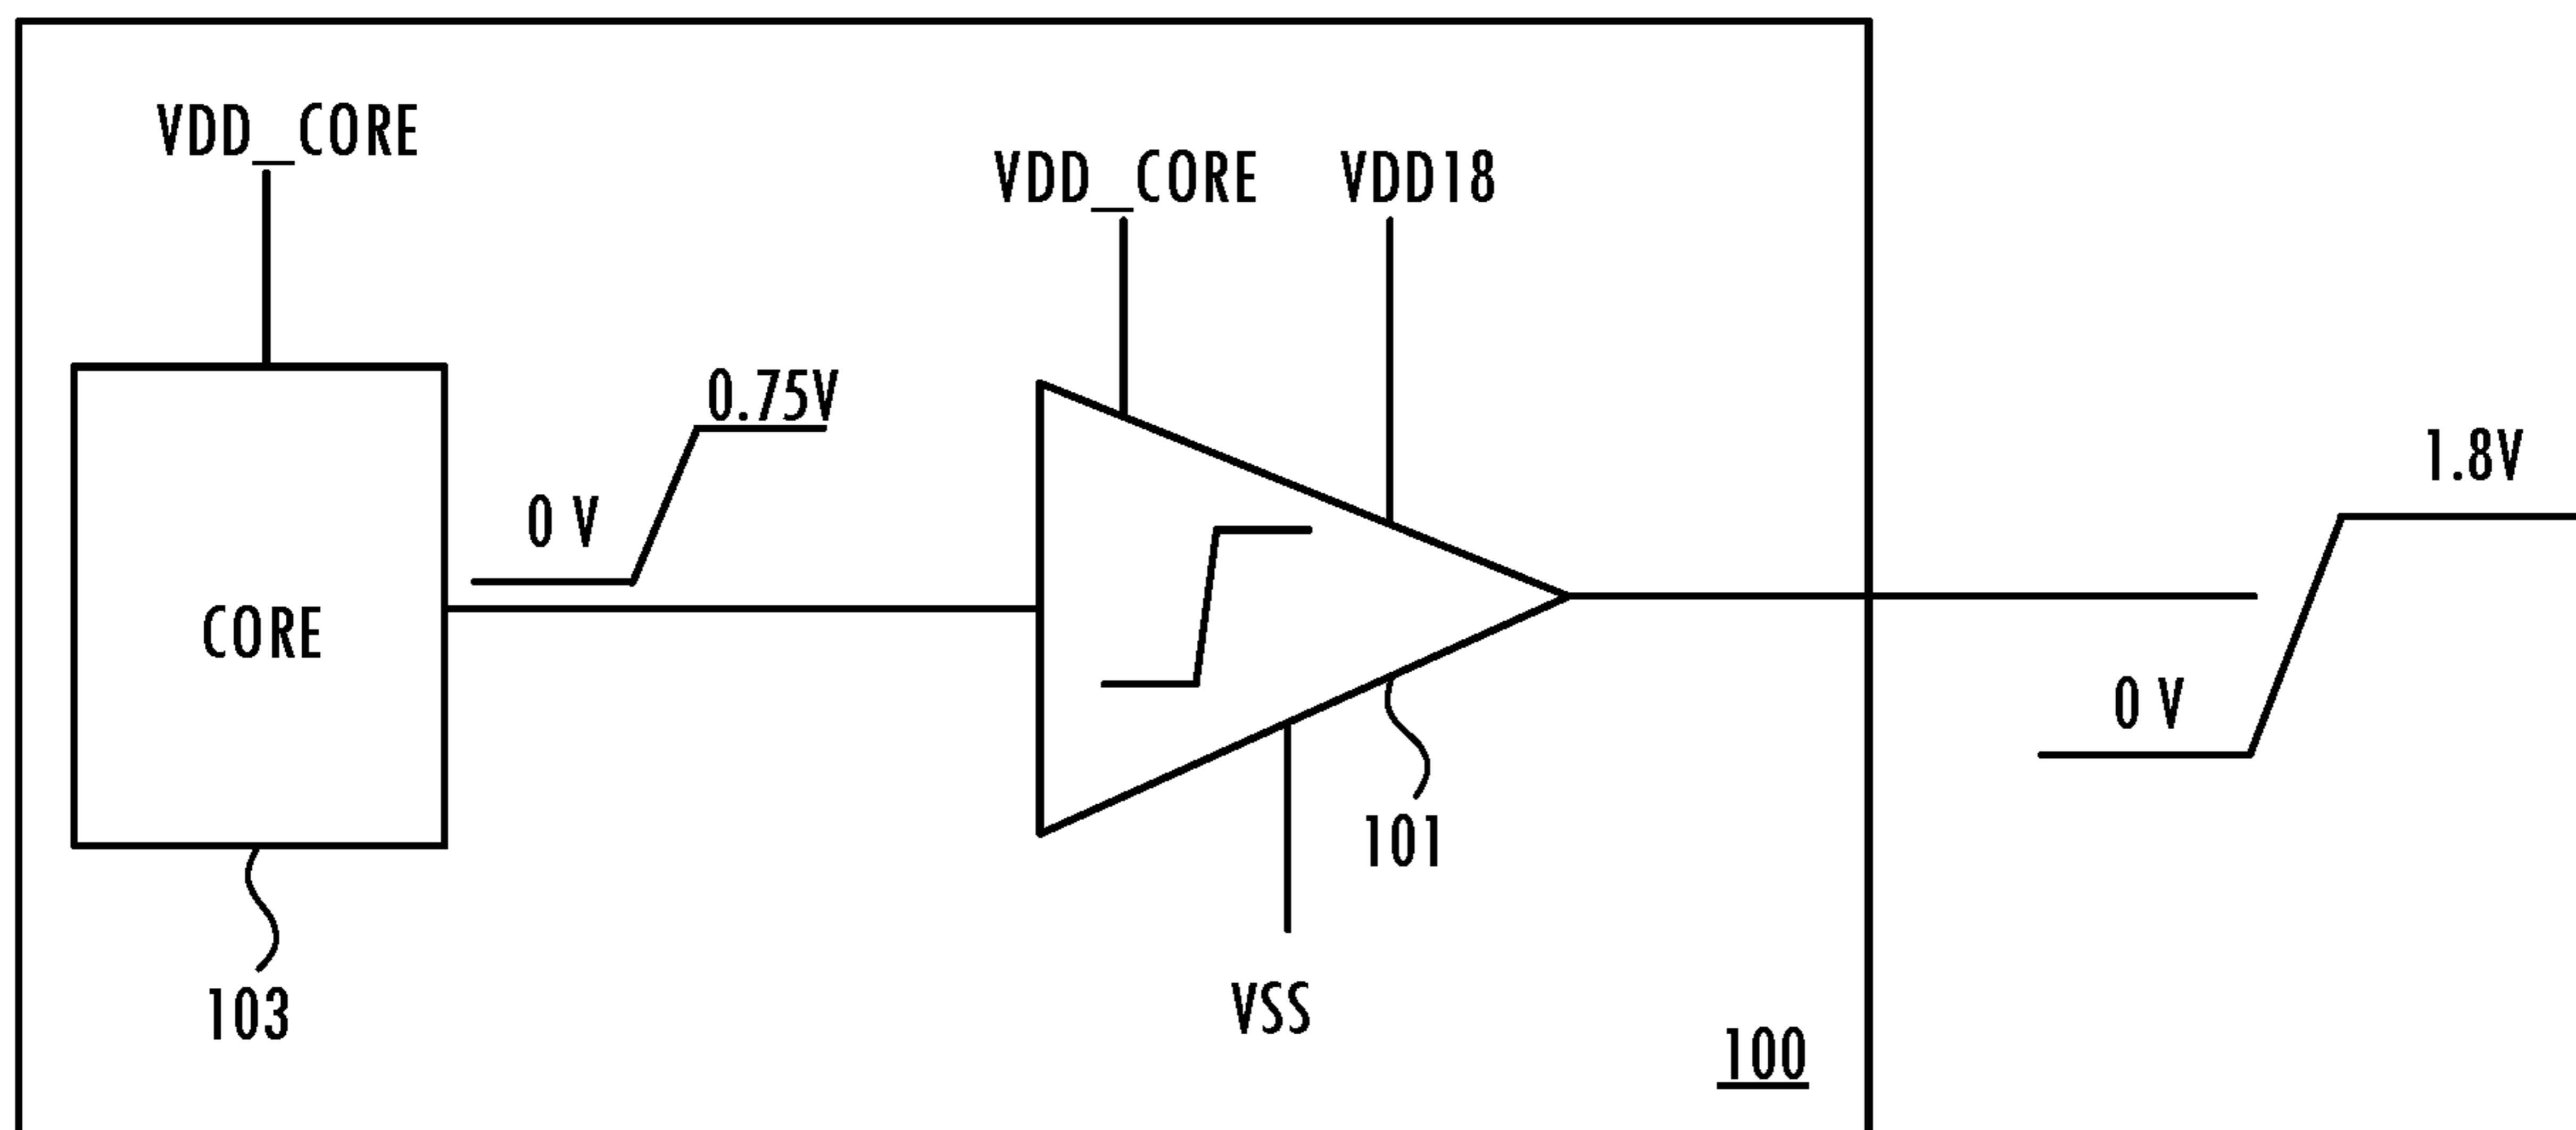 VDD_CORE
VDD_CORE
VDD18
0.75V
0 V
1.8V
CORE
0 V
101
103
VSS
100